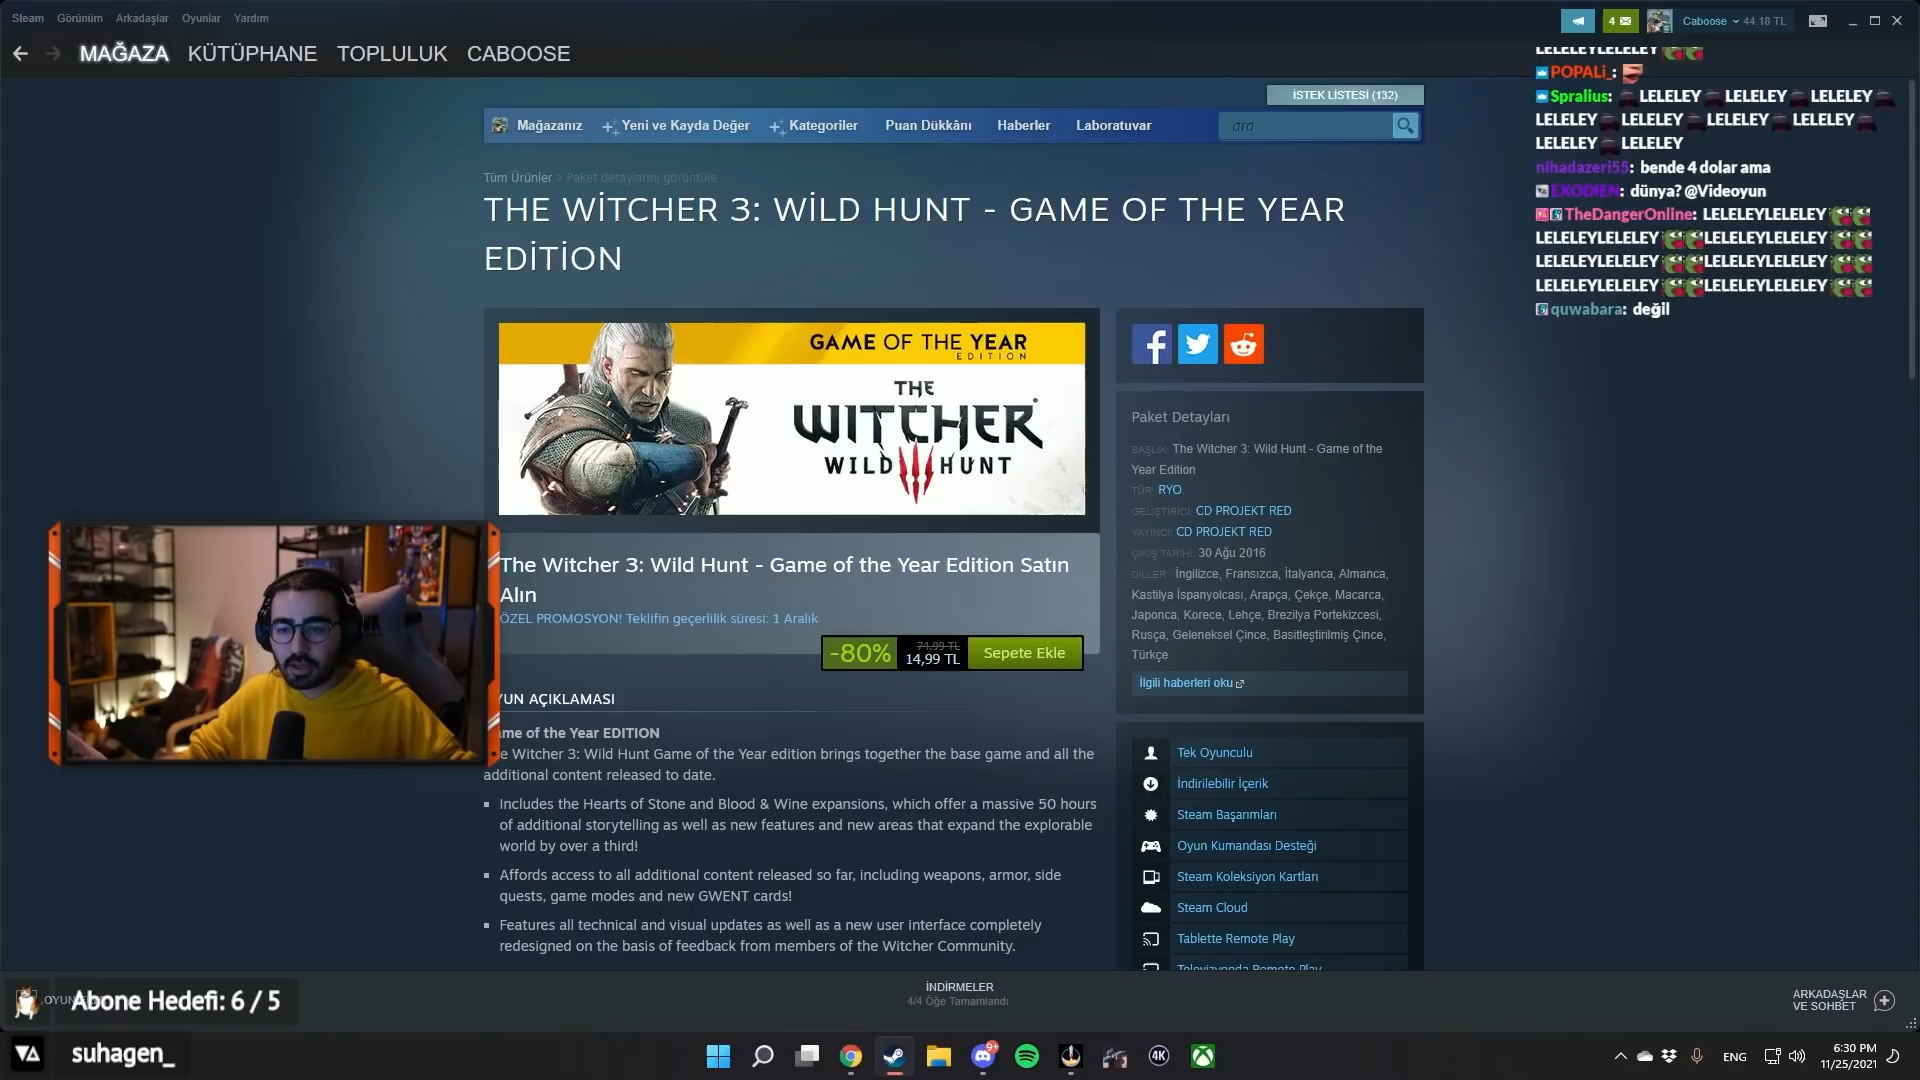 Steam Görünüm Arkadaşlar Oyunlar Yardım
4 Caboose 44.18 TL
MAĞAZA KÜTÜPHANE TOPLULUK CABOOSE
İSTEK LİSTESİ (132)
Mağazanız Yeni ve Kayda Değer Kategoriler Puan Dükkânı Haberler Laboratuvar ara
Tüm Ürünler > Paket detaylarını görüntüle
THE WİTCHER 3: WİLD HUNT - GAME OF THE YEAR
EDİTİON
GAME OF THE YEAR
EDITION
THE
WITCHER
WILD HUNT
The Witcher 3: Wild Hunt - Game of the Year Edition Satın
Alın
ÖZEL PROMOSYON! Teklifin geçerlilik süresi: 1 Aralık
-80% 74,99 TL
14,99 TL Sepete Ekle
YUN AÇIKLAMASI
ame of the Year EDITION
e Witcher 3: Wild Hunt Game of the Year edition brings together the base game and all the
additional content released to date.
Includes the Hearts of Stone and Blood & Wine expansions, which offer a massive 50 hours
of additional storytelling as well as new features and new areas that expand the explorable
world by over a third!
Affords access to all additional content released so far, including weapons, armor, side
quests, game modes and new GWENT cards!
Features all technical and visual updates as well as a new user interface completely
redesigned on the basis of feedback from members of the Witcher Community.
Paket Detayları
BAŞLIK: The Witcher 3: Wild Hunt - Game of the
Year Edition
TÜR: RYO
GELİŞTİRİCİ: CD PROJEKT RED
YAYINCI: CD PROJEKT RED
ÇIKIŞ TARİHİ: 30 Ağu 2016
DİLLER : İngilizce, Fransızca, İtalyanca, Almanca,
Kastilya İspanyolcası, Arapça, Çekçe, Macarca,
Japonca, Korece, Lehçe, Brezilya Portekizcesi,
Rusça, Geleneksel Çince, Basitleştirilmiş Çince,
Türkçe
İlgili haberleri oku
Tek Oyunculu
İndirilebilir İçerik
Steam Başarımları
Oyun Kumandası Desteği
Steam Koleksiyon Kartları
Steam Cloud
Tablette Remote Play
Televizyonda Remote Play
LELELEYLELELEY
POPALi_:
Spralius: LELELEY LELELEY LELELEY
LELELEY LELELEY LELELEY LELELEY
LELELEY LELELEY
nihadazeri55: bende 4 dolar ama
EXODIEN: dünya? @Videoyun
TheDangerOnline: LELELEYLELELEY
LELELEYLELELEY LELELEYLELELEY
LELELEYLELELEY LELELEYLELELEY
LELELEYLELELEY LELELEYLELELEY
quwabara: değil
Abone Hedefi: 6 / 5
İNDİRMELER
4/4 Öğe Tamamlandı
ARKADAŞLAR
VE SOHBET
suhagen_
9+
4K
ENG
6:30 PM
11/25/2021